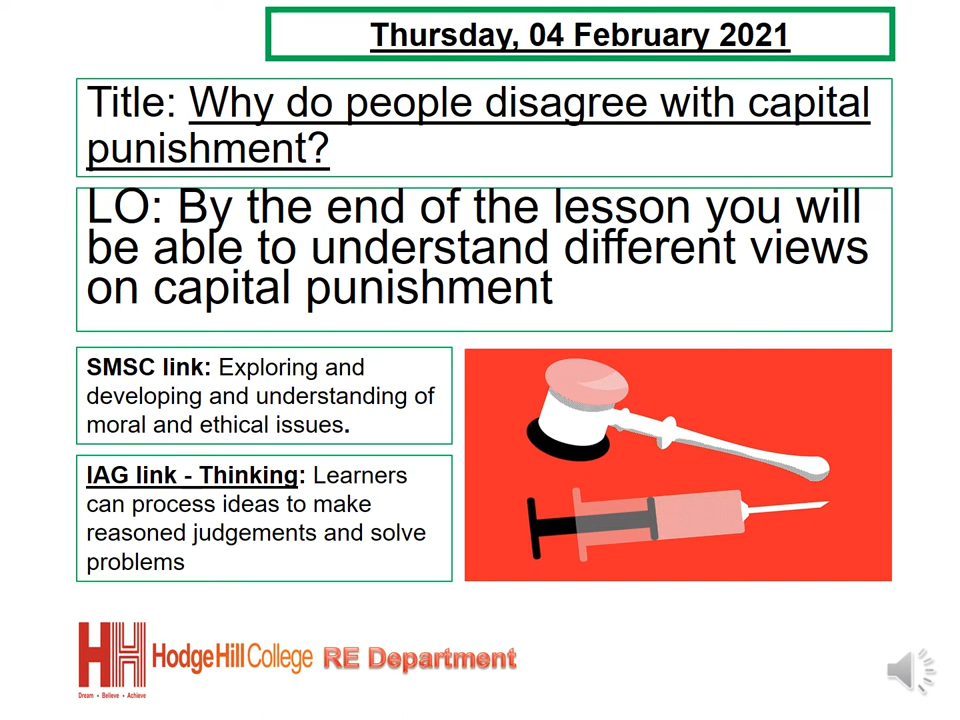 Thursday, 04 February 2021
Title: Why do people disagree with capital
punishment?
LO: By the end of the lesson you will
be able to understand different views
on capital punishment
SMSC link: Exploring and
developing and understanding of
moral and ethical issues.
IAG link - Thinking: Learners
can process ideas to make
reasoned judgements and solve
problems
HH HodgeHillCollege RE Department
Dream • Believe • Achieve